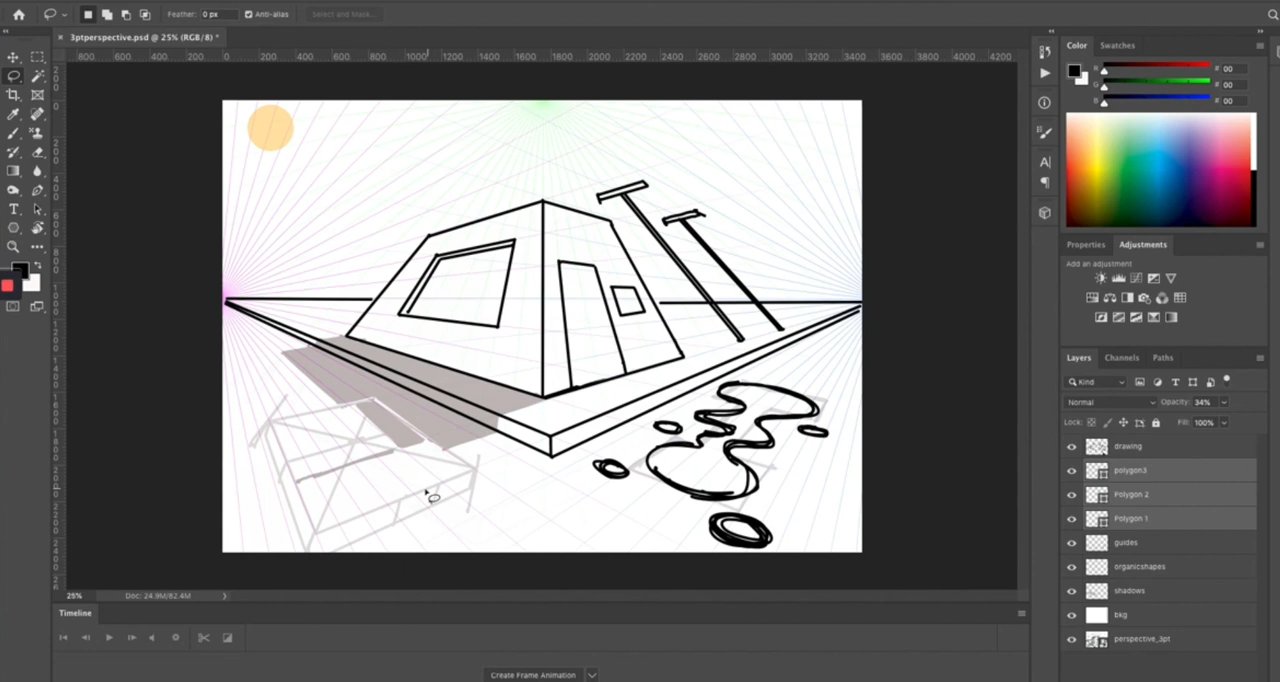 Feather: 0 px Anti-alias Select and Mask...
× 3ptperspective.psd @ 25% (RGB/8) *
800 600 400 200 0 200 400 600 800 1000 1200 1400 1600 1800 2000 2200 2400 2600 2800 3000 3200 3400 3600 3800 4000 4200
Color Swatches
R 00
G 00
B 00
Properties Adjustments
Add an adjustment
Layers Channels Paths
Kind
Normal Opacity: 34%
Lock: Fill: 100%
drawing
polygon3
Polygon 2
Polygon 1
guides
organicshapes
shadows
bkg
perspective_3pt
25% Doc: 24.9M/82.4M
Timeline
Create Frame Animation